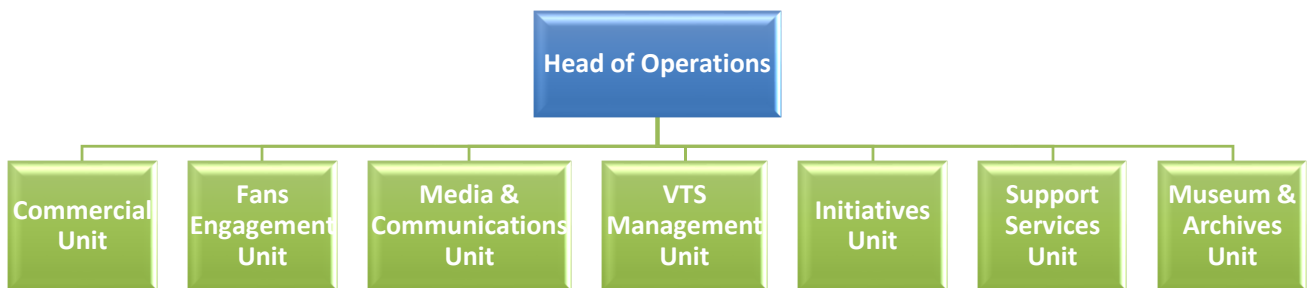 Head of Operations
Commercial
Unit
Fans
Engagement
Unit
Media &
Communications
Unit
VTS
Management
Unit
Initiatives
Unit
Support
Services
Unit
Museum &
Archives
Unit